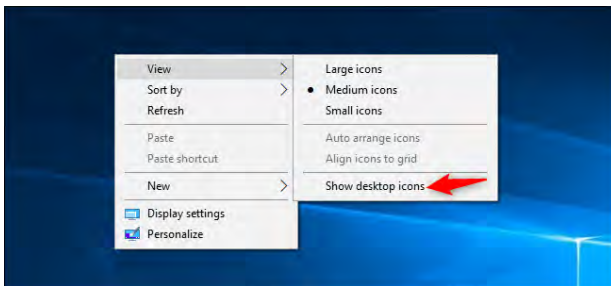 View
Sort by
Refresh
Paste
Paste shortcut
New
Display settings
Personalize
Large icons
Medium icons
Small icons
Auto arrange icons
Align icons to grid
Show desktop icons